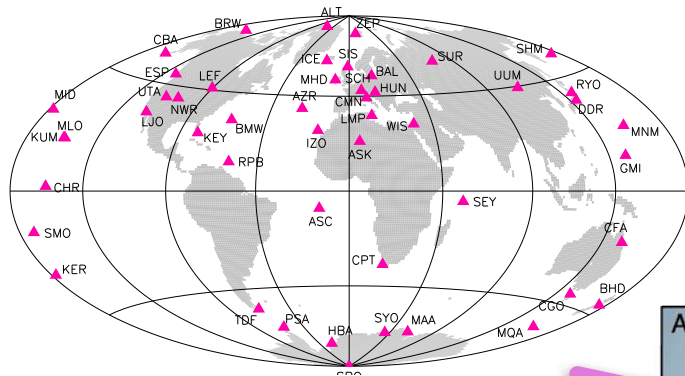 ALT
BRW
ZEP
CBA
SHM
ICE
SIS
SUR
ESP
LEF
MHD
SCH
BAL
UUM
UTA
HUN
RYO
MID
NWR
AZR
CMN
DDR
MLO
LJO
BMW
LMP
WIS
KUM
KEY
IZO
MNM
ASK
RPB
GMI
CHR
SEY
ASC
SMO
CFA
KER
CPT
BHD
CGO
TDF
PSA
SYO
MAA
HBA
MQA
A